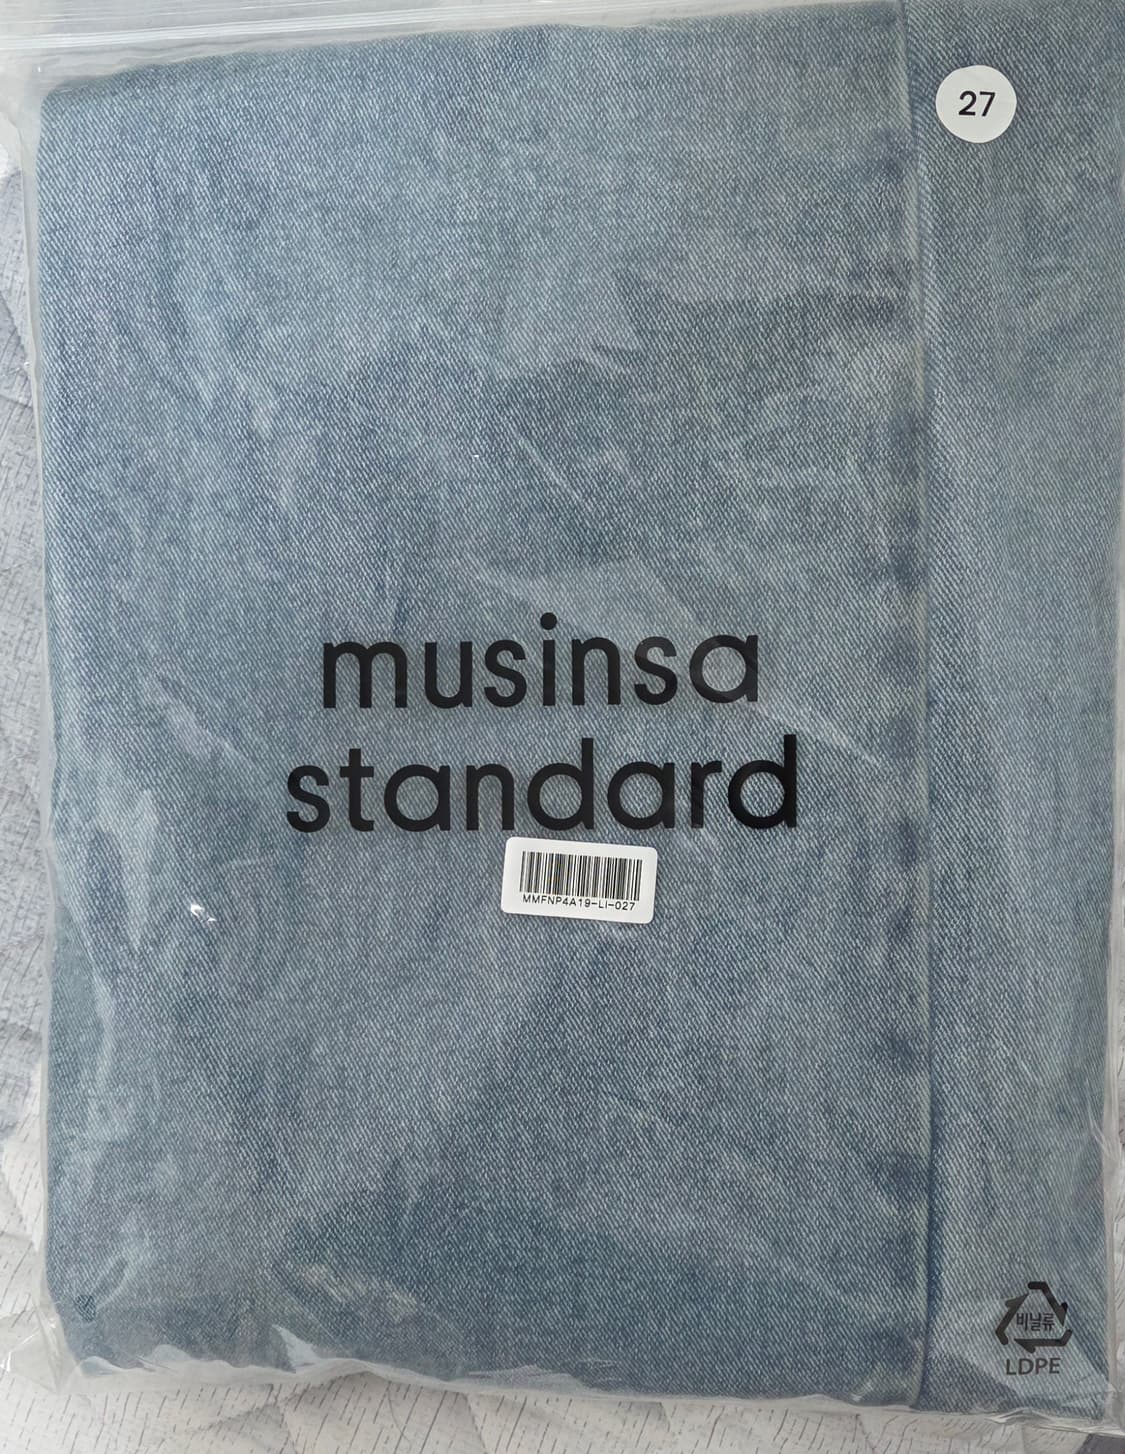 27
musinsa
standard
MMFNP4A19-LI-027
비닐류
LDPE